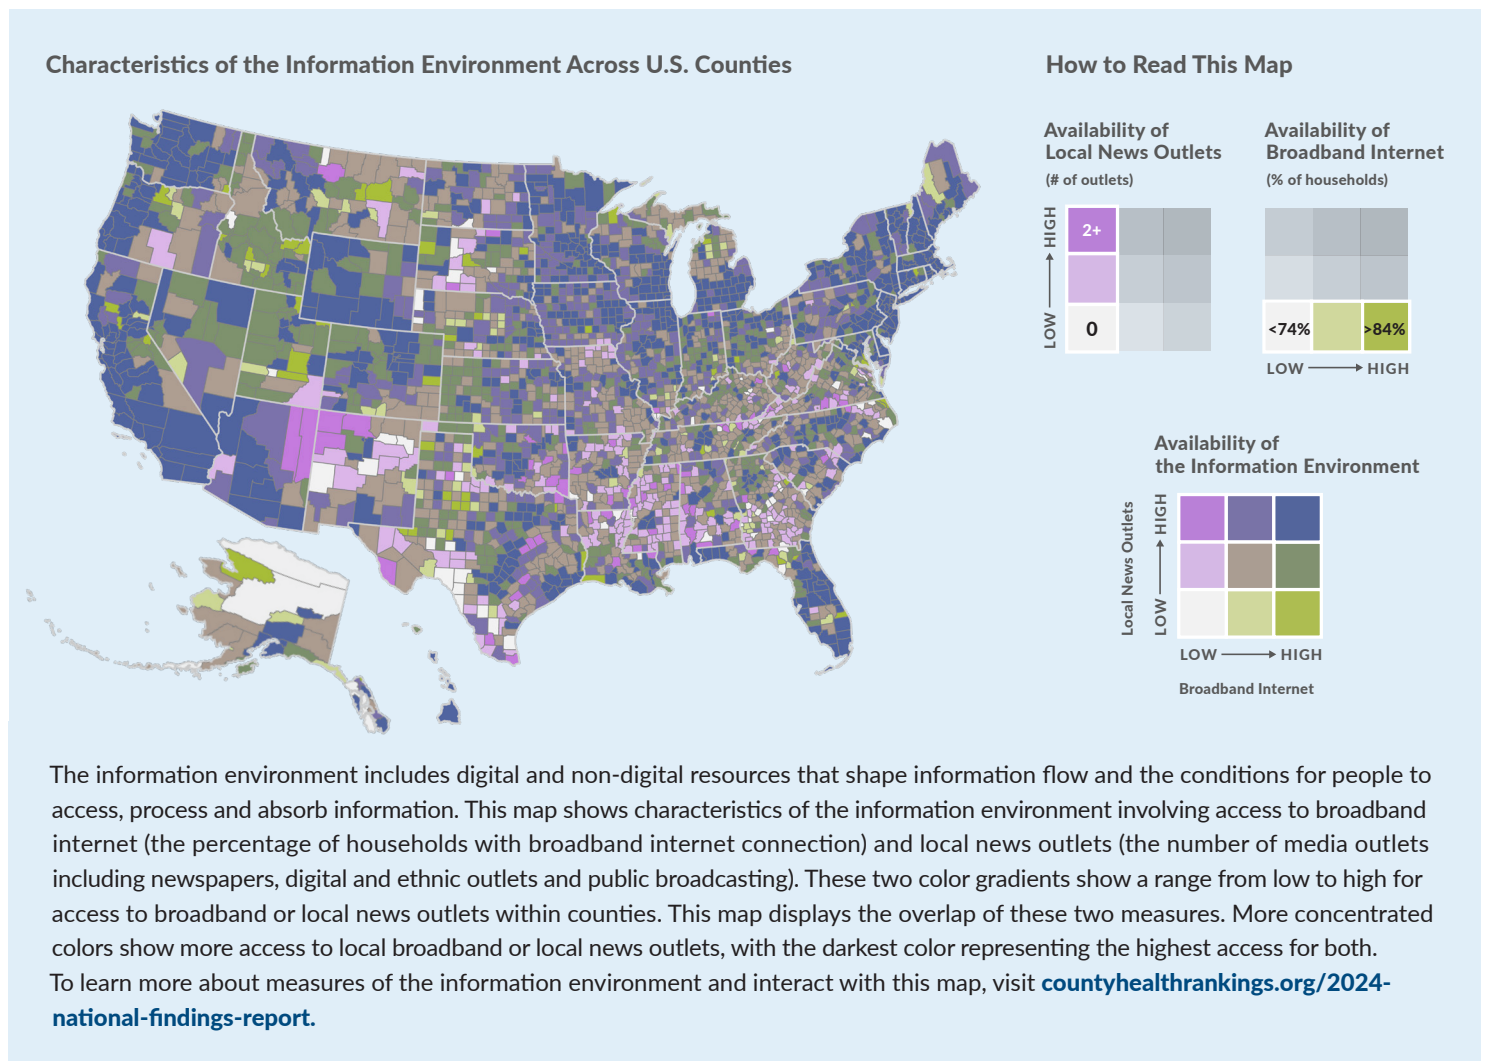 Characteristics of the Information Environment Across U.S. Counties
How to Read This Map
Availability of
Local News Outlets
(# of outlets)
HIGH
LOW
2+
0
Availability of
Broadband Internet
(% of households)
<74%
>84%
LOW
HIGH
Availability of
the Information Environment
Local News Outlets
HIGH
LOW
LOW
HIGH
Broadband Internet
The information environment includes digital and non-digital resources that shape information flow and the conditions for people to
access, process and absorb information. This map shows characteristics of the information environment involving access to broadband
internet (the percentage of households with broadband internet connection) and local news outlets (the number of media outlets
including newspapers, digital and ethnic outlets and public broadcasting). These two color gradients show a range from low to high for
access to broadband or local news outlets within counties. This map displays the overlap of these two measures. More concentrated
colors show more access to local broadband or local news outlets, with the darkest color representing the highest access for both.
To learn more about measures of the information environment and interact with this map, visit countyhealthrankings.org/2024-
national-findings-report.